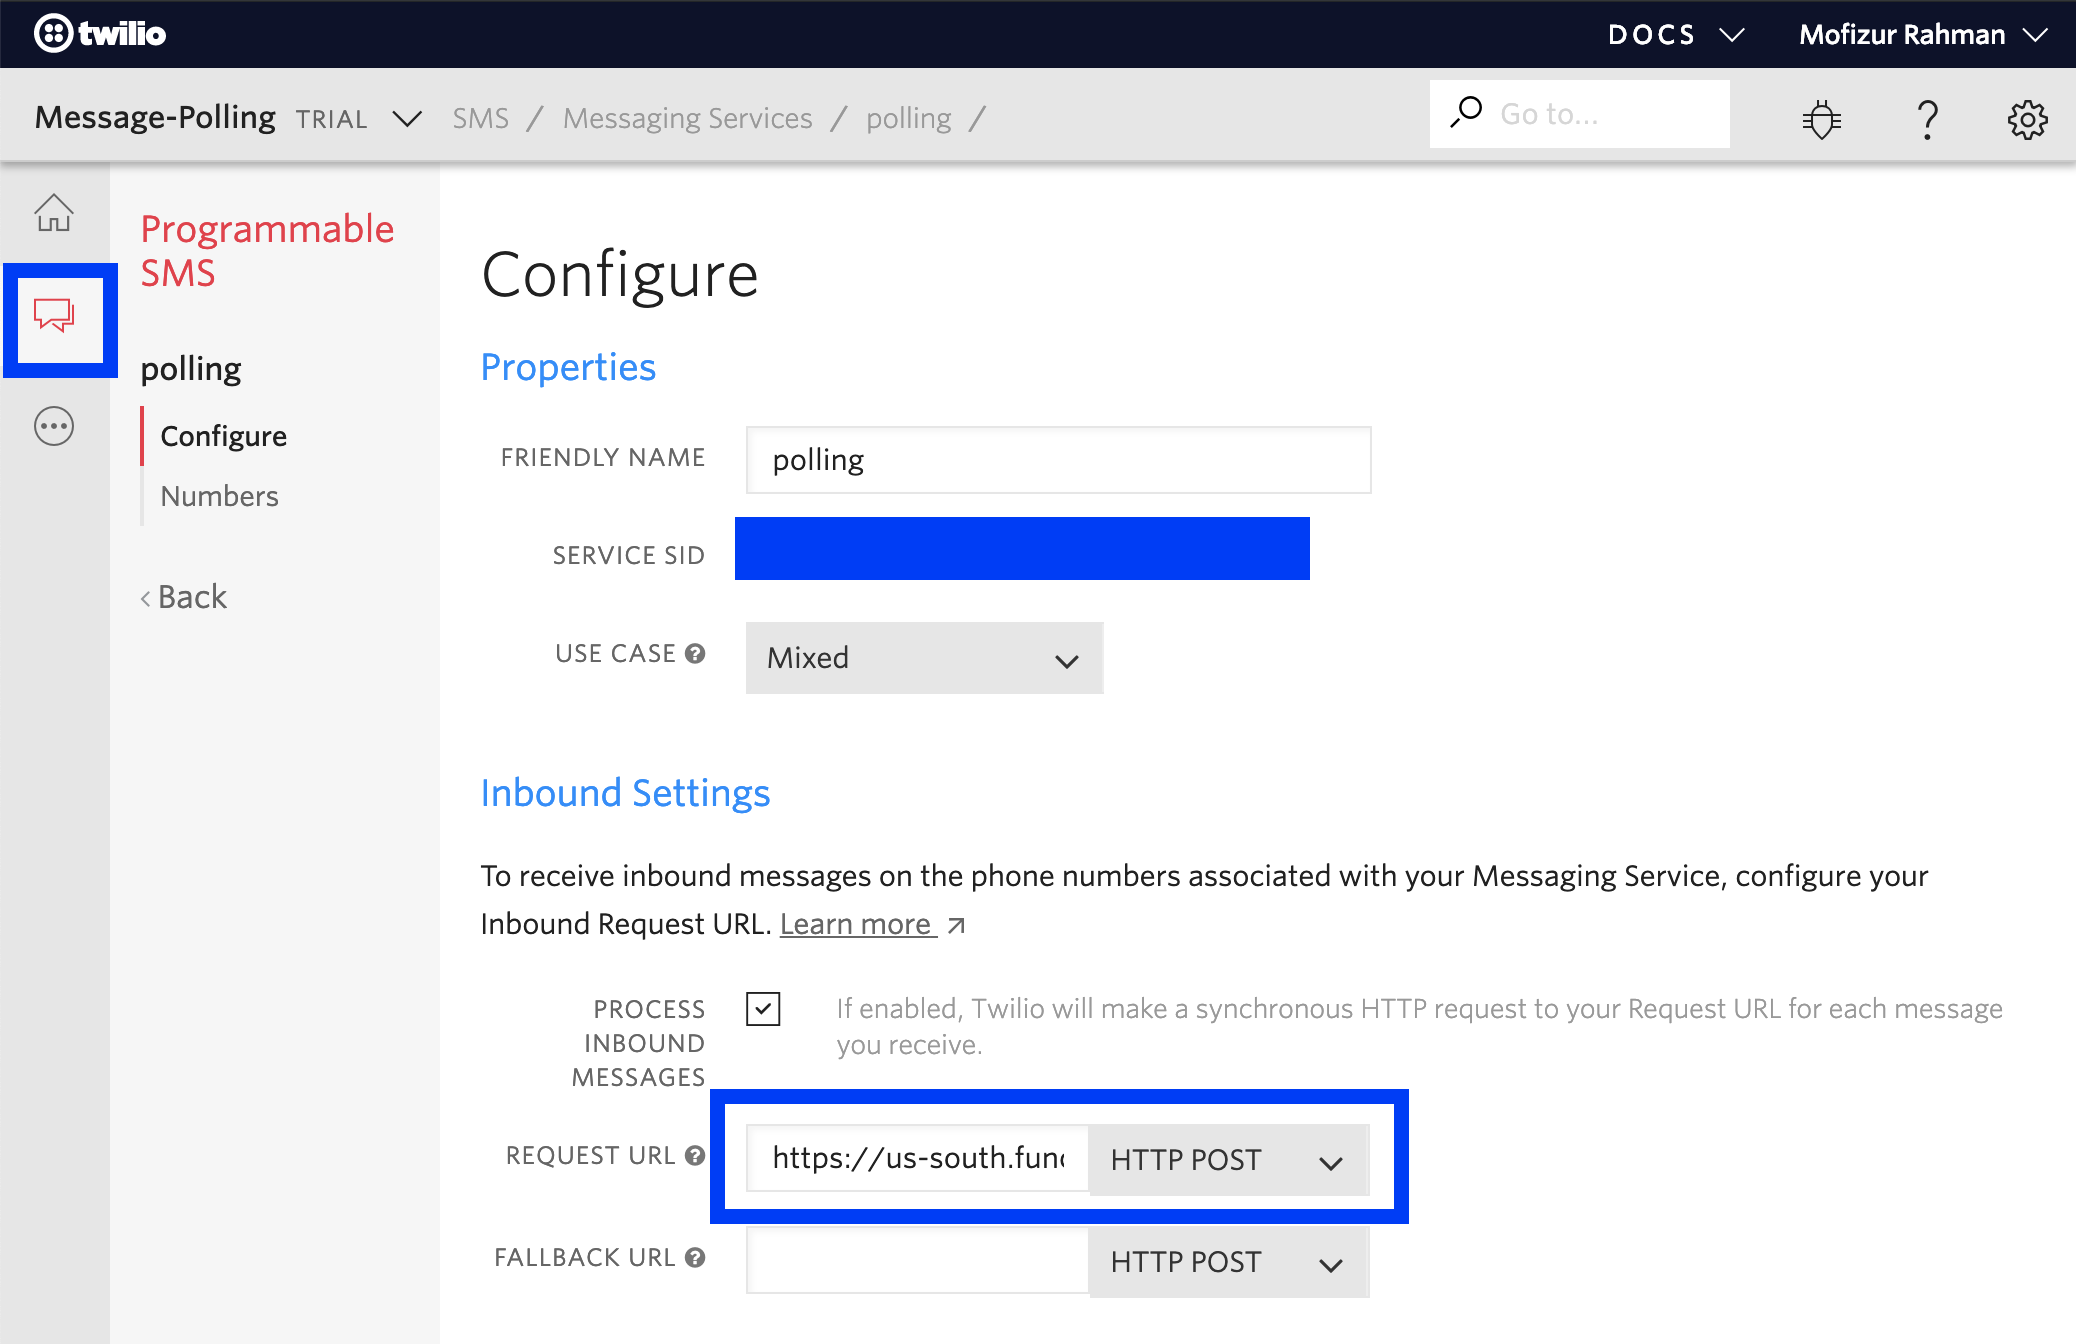 twilio
DOCS
Mofizur Rahman
Message-Polling TRIAL
SMS / Messaging Services / polling /
Go to...
Programmable
SMS
polling
Configure
Numbers
‹ Back
Configure
Properties
FRIENDLY NAME
polling
SERVICE SID
USE CASE ?
Mixed
Inbound Settings
To receive inbound messages on the phone numbers associated with your Messaging Service, configure your
Inbound Request URL. Learn more
PROCESS
INBOUND
MESSAGES
If enabled, Twilio will make a synchronous HTTP request to your Request URL for each message
you receive.
REQUEST URL ?
https://us-south.func
HTTP POST
FALLBACK URL ?
HTTP POST